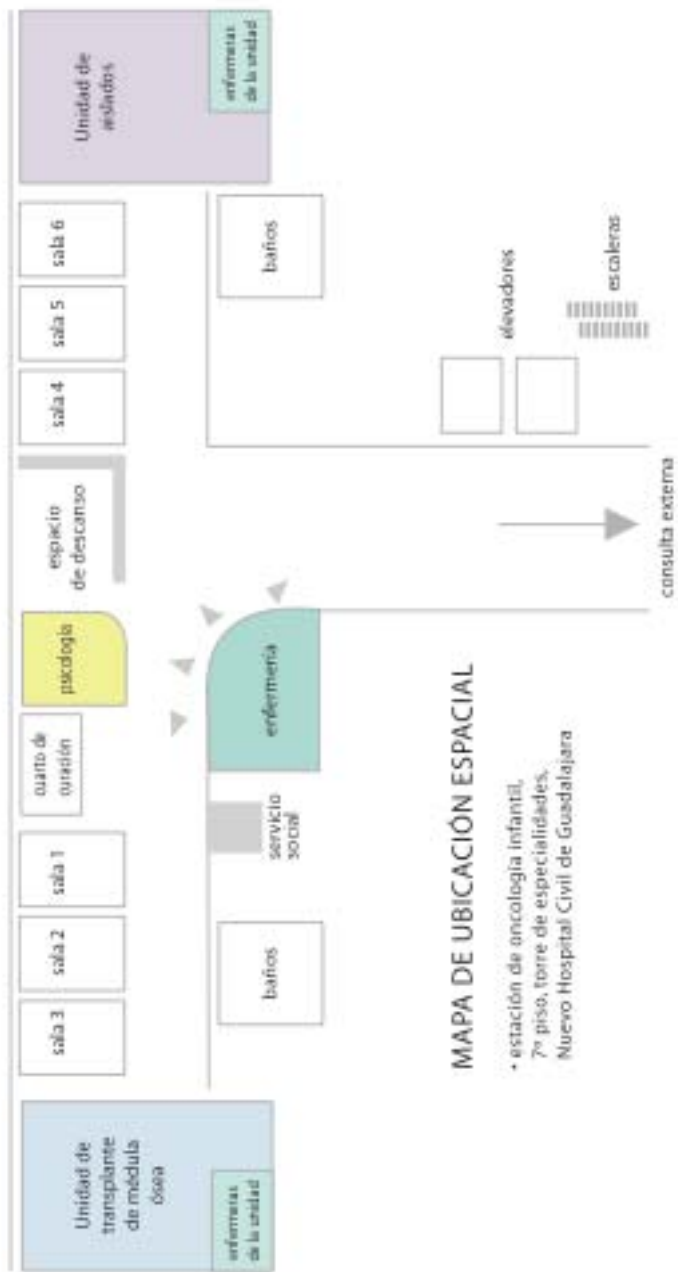 Unidad de
transplante
de médula
ósea
enfermeras
de la unidad
sala 3
sala 2
sala 1
cuarto de
curación
psicología
espacio
de descanso
sala 4
sala 5
sala 6
Unidad de
aislados
enfermeras
de la unidad
baños
servicio
social
enfermería
baños
elevadores
escaleras
consulta externa
MAPA DE UBICACIÓN ESPACIAL
• estación de oncología infantil,
7º piso, torre de especialidades,
Nuevo Hospital Civil de Guadalajara